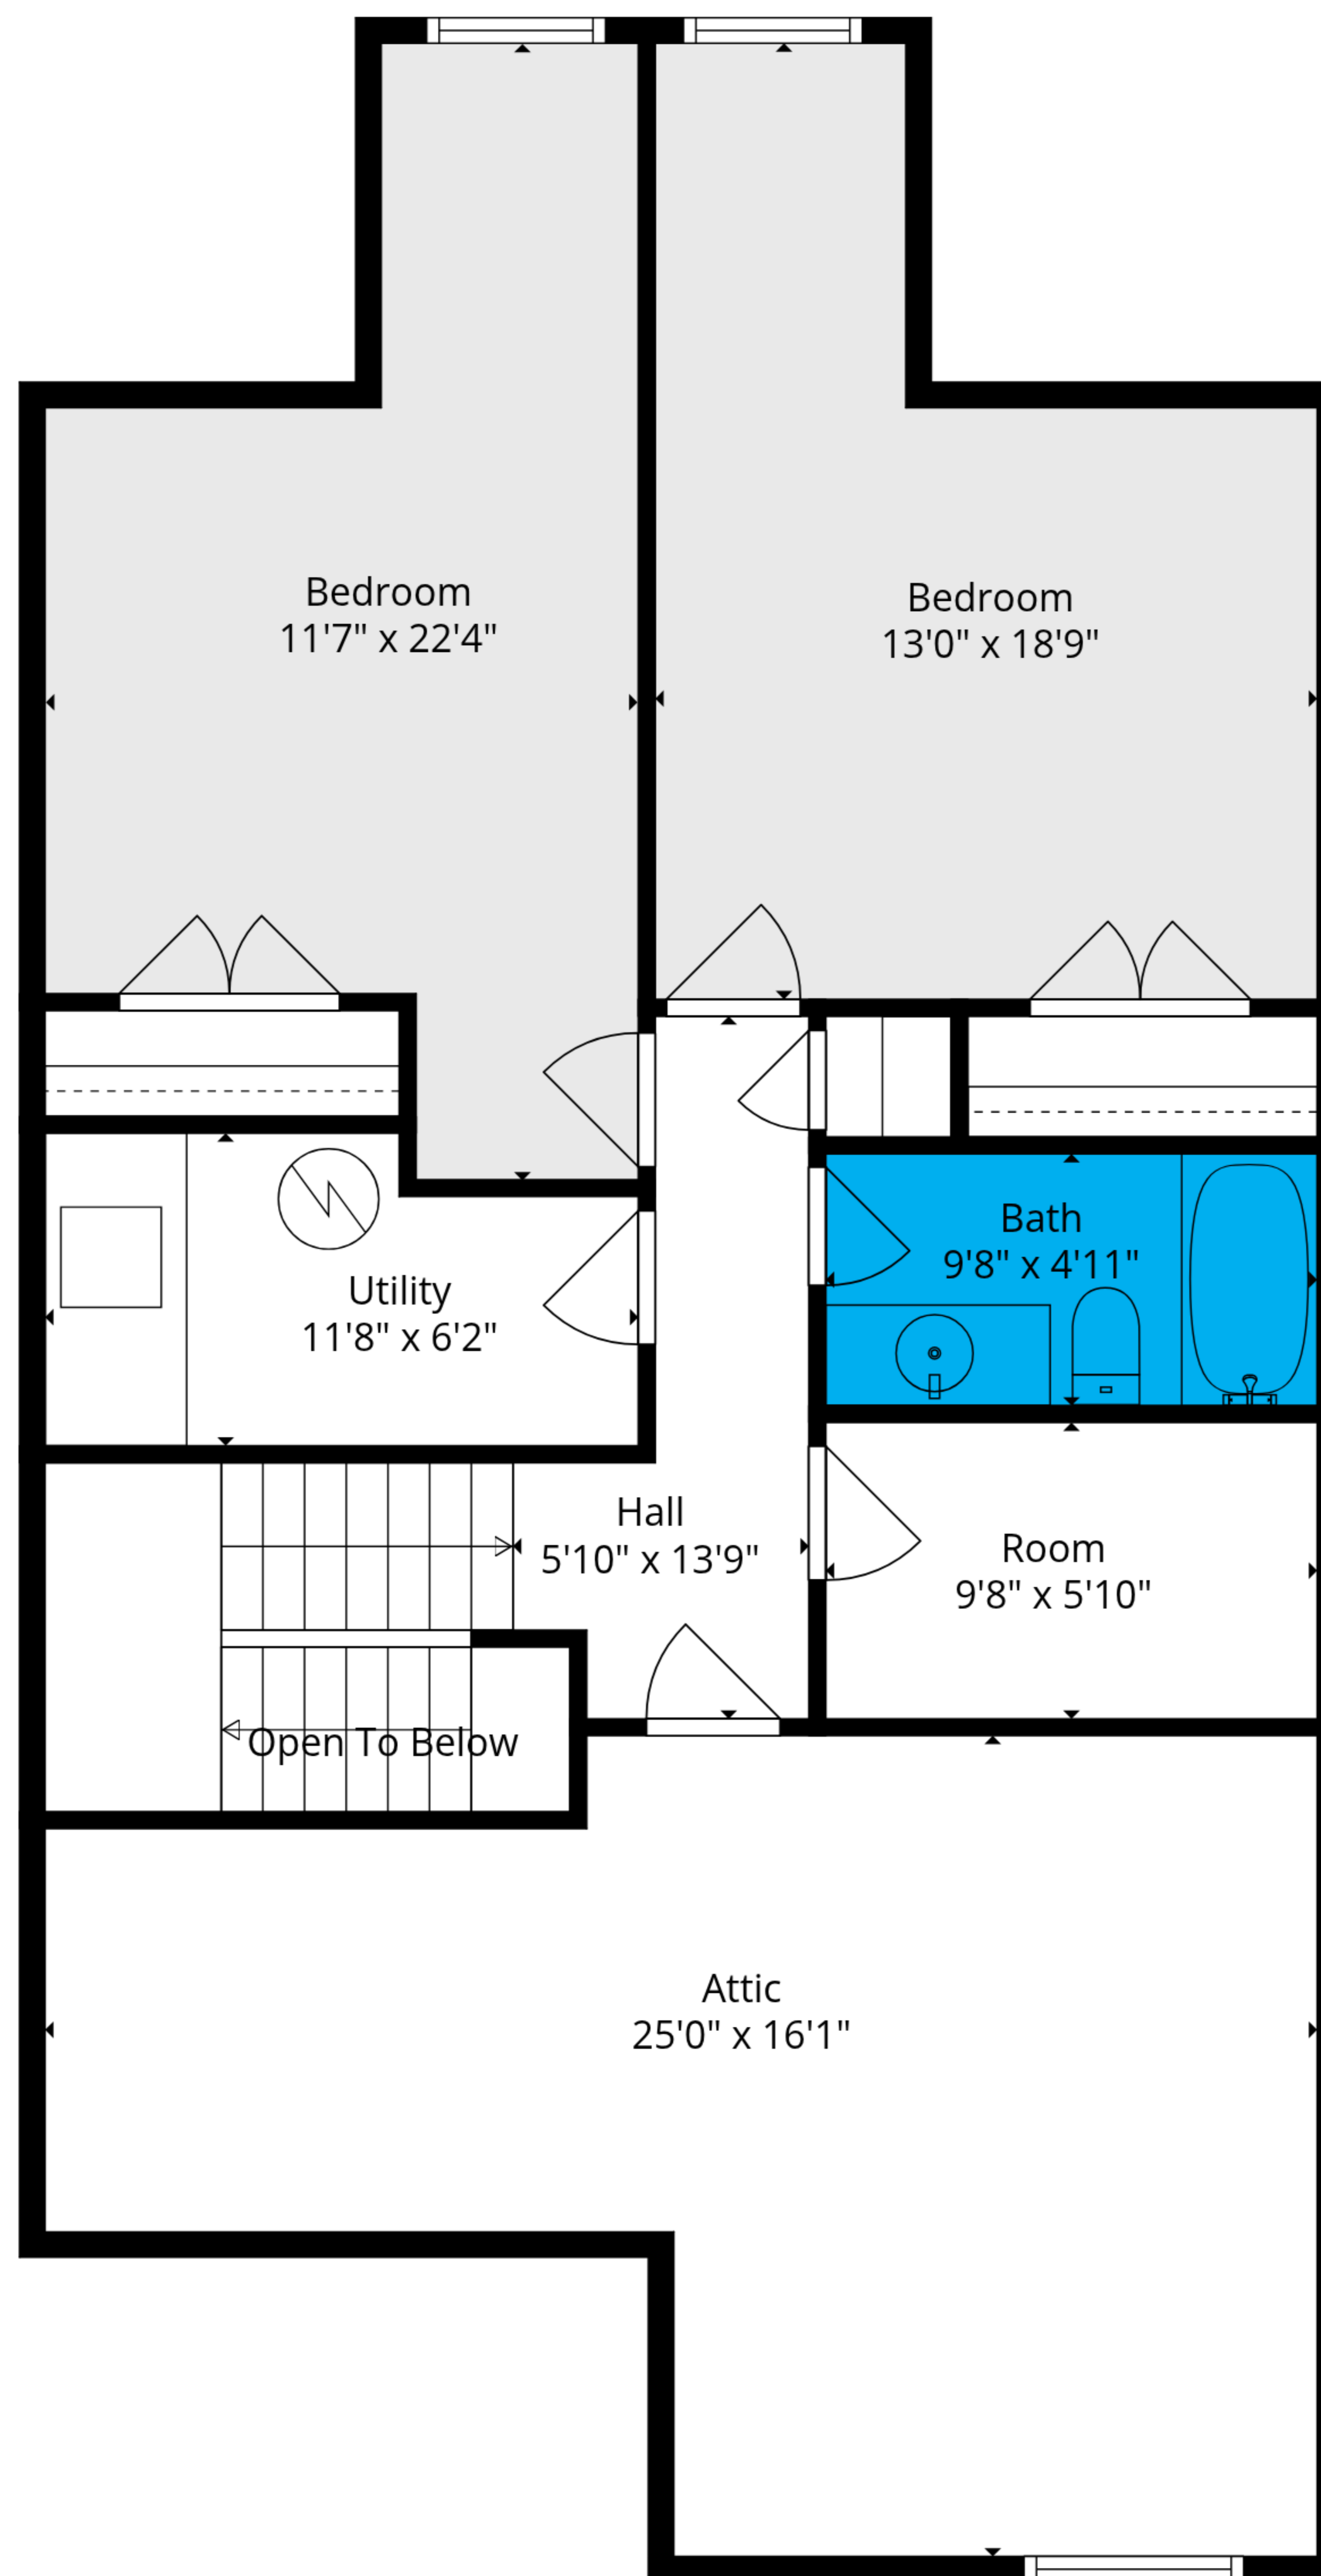 Bedroom
11'7" x 22'4"
Bedroom
13'0" x 18'9"
Bath
9'8" x 4'11"
Utility
11'8" x 6'2"
Hall
5'10" x 13'9"
Room
9'8" x 5'10"
Open To Below
Attic
25'0" x 16'1"